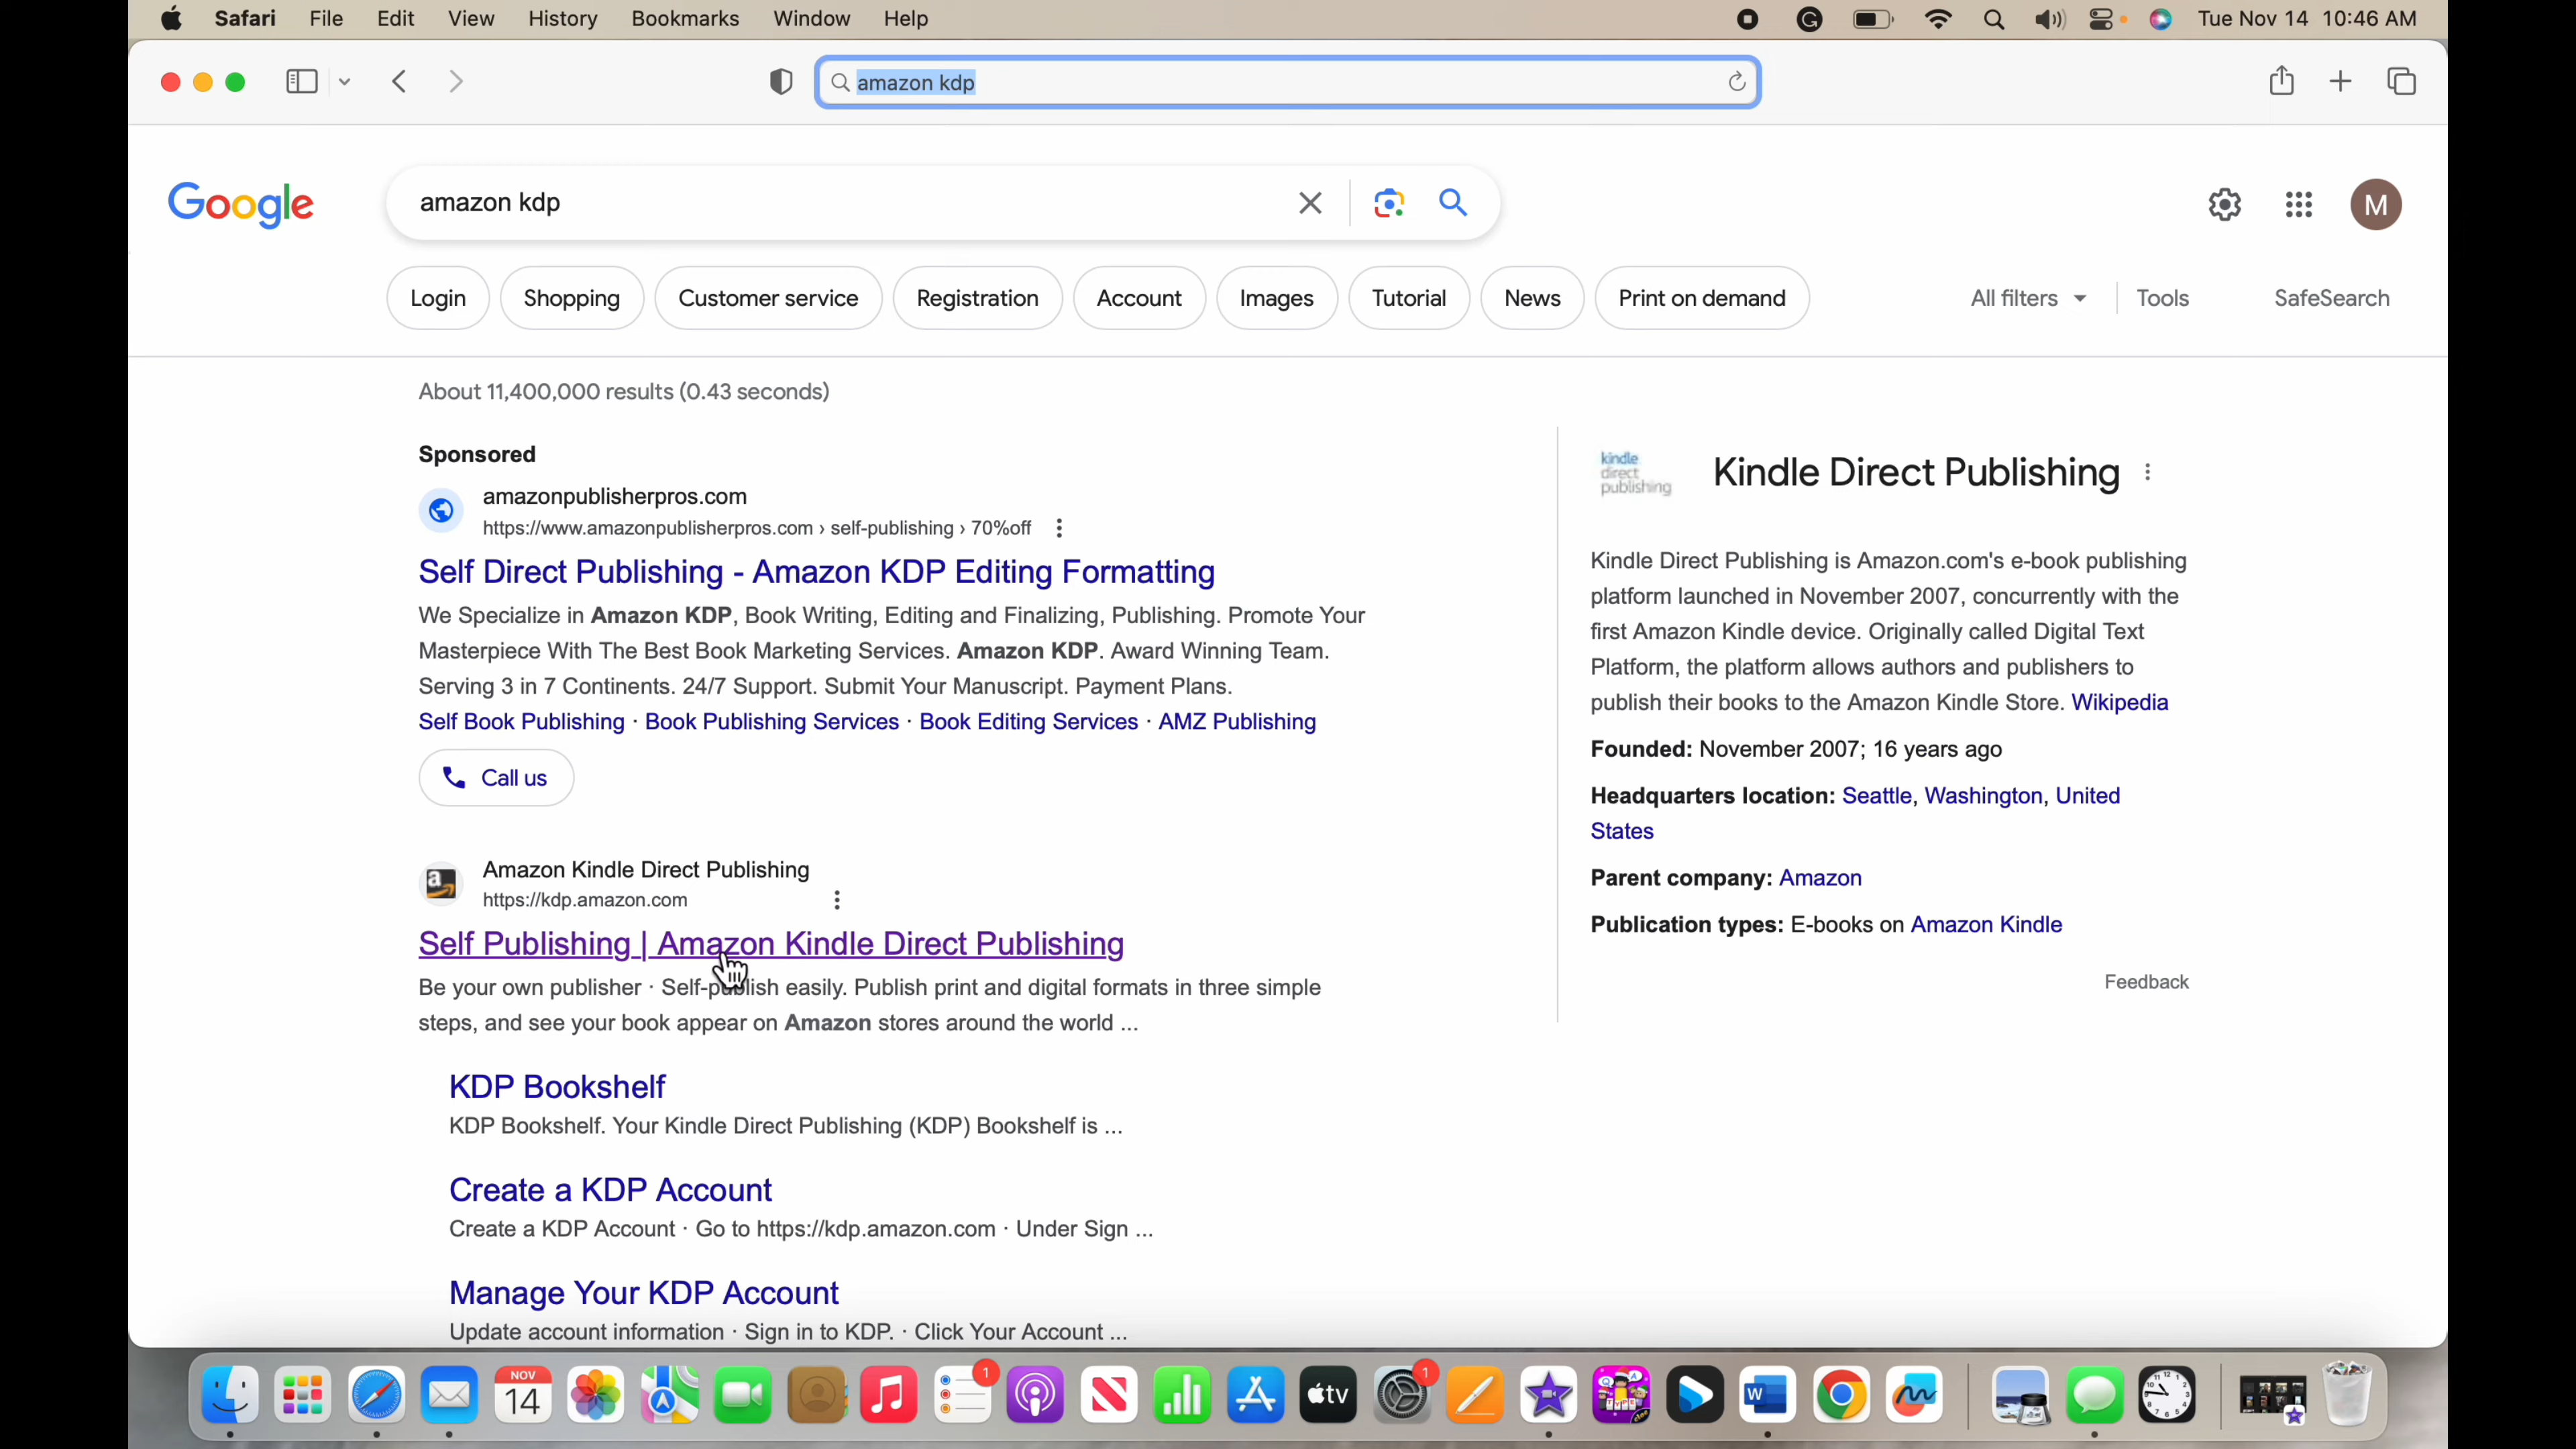 Safari File Edit View History Bookmarks Window Help Tue Nov 14 10:46 AM
amazon kdp
Google amazon kdp M
Login Shopping Customer service Registration Account Images Tutorial News Print on demand All filters Tools SafeSearch
About 11,400,000 results (0.43 seconds)
Sponsored
amazonpublisherpros.com
https://www.amazonpublisherpros.com › self-publishing › 70%off
Self Direct Publishing - Amazon KDP Editing Formatting
We Specialize in Amazon KDP, Book Writing, Editing and Finalizing, Publishing. Promote Your
Masterpiece With The Best Book Marketing Services. Amazon KDP. Award Winning Team.
Serving 3 in 7 Continents. 24/7 Support. Submit Your Manuscript. Payment Plans.
Self Book Publishing · Book Publishing Services · Book Editing Services · AMZ Publishing
Call us
Amazon Kindle Direct Publishing
https://kdp.amazon.com
Self Publishing | Amazon Kindle Direct Publishing
Be your own publisher · Self-publish easily. Publish print and digital formats in three simple
steps, and see your book appear on Amazon stores around the world ...
KDP Bookshelf
KDP Bookshelf. Your Kindle Direct Publishing (KDP) Bookshelf is ...
Create a KDP Account
Create a KDP Account · Go to https://kdp.amazon.com · Under Sign ...
Manage Your KDP Account
Update account information · Sign in to KDP. · Click Your Account ...
kindle
direct
publishing
Kindle Direct Publishing
Kindle Direct Publishing is Amazon.com's e-book publishing
platform launched in November 2007, concurrently with the
first Amazon Kindle device. Originally called Digital Text
Platform, the platform allows authors and publishers to
publish their books to the Amazon Kindle Store. Wikipedia
Founded: November 2007; 16 years ago
Headquarters location: Seattle, Washington, United
States
Parent company: Amazon
Publication types: E-books on Amazon Kindle
Feedback
NOV
14
1
tv
1
W